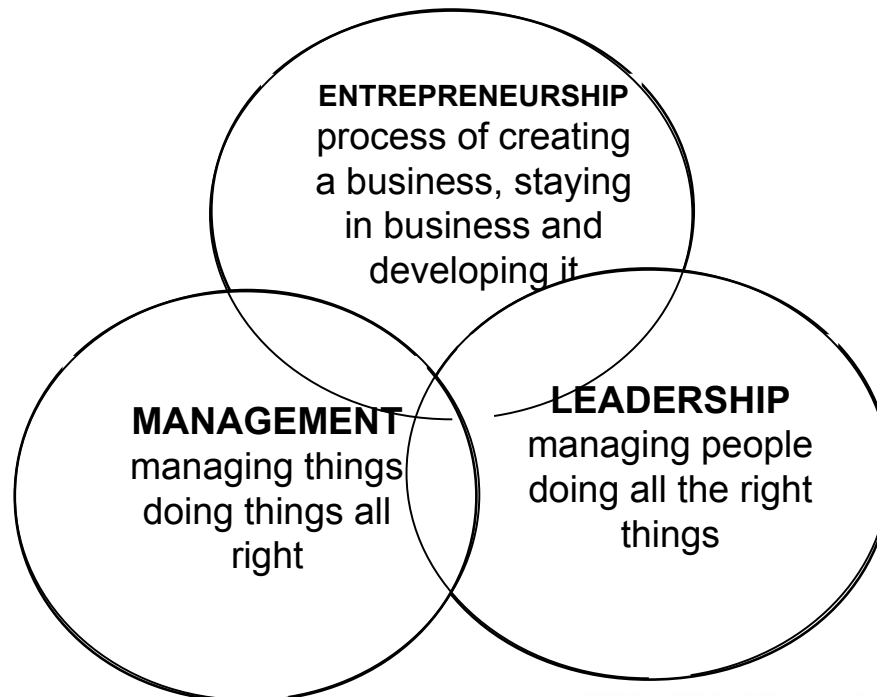 ENTREPRENEURSHIP
process of creating
a business, staying
in business and
developing it
MANAGEMENT
managing things
doing things all
right
LEADERSHIP
managing people
doing all the right
things